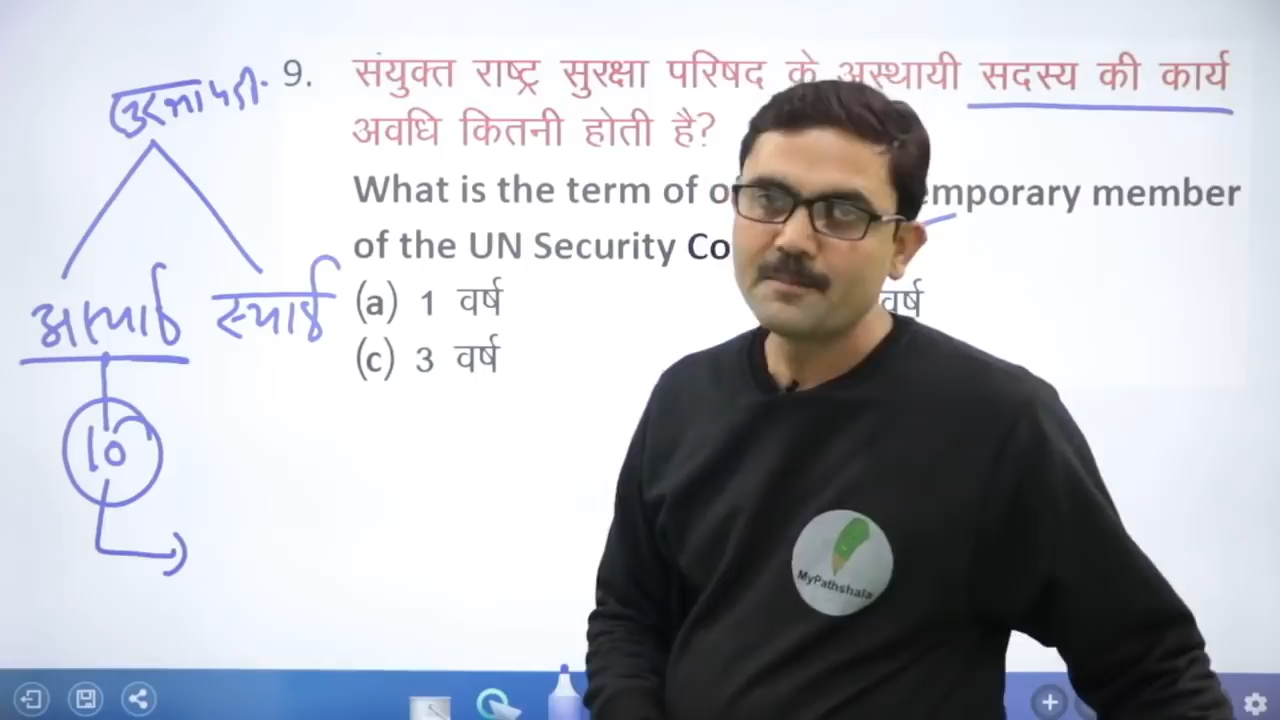 9. संयुक्त राष्ट्र सुरक्षा परिषद के अस्थायी सदस्य की कार्य
अवधि कितनी होती है?
What is the term of o emporary member
of the UN Security Co
(a) 1 वर्ष वर्ष
(c) 3 वर्ष
अस्थाई स्थाई
10
MyPathshala